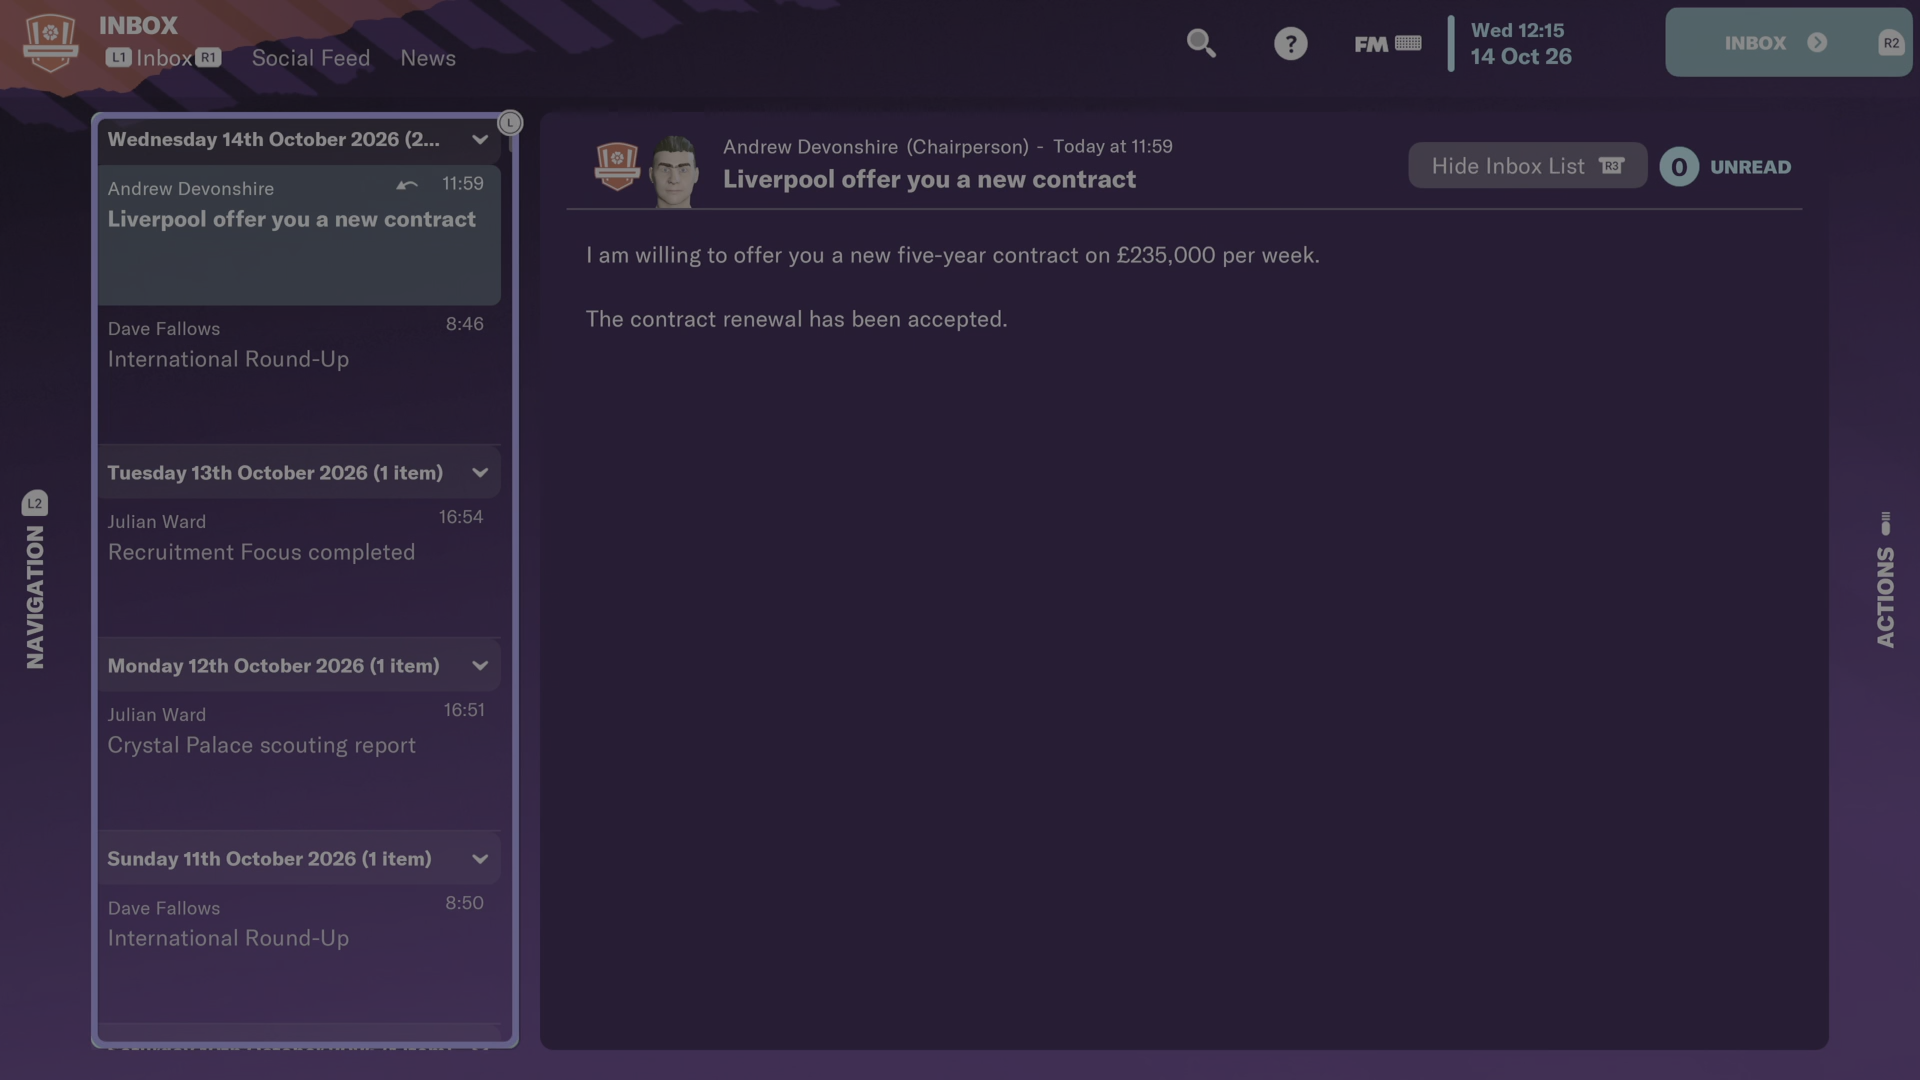 INBOX
L1 Inbox R1 Social Feed News
? FM
Wed 12:15
14 Oct 26
INBOX R2
Wednesday 14th October 2026 (2...
L
Andrew Devonshire 11:59
Liverpool offer you a new contract
Dave Fallows 8:46
International Round-Up
Tuesday 13th October 2026 (1 item)
Julian Ward 16:54
Recruitment Focus completed
Monday 12th October 2026 (1 item)
Julian Ward 16:51
Crystal Palace scouting report
Sunday 11th October 2026 (1 item)
Dave Fallows 8:50
International Round-Up
Andrew Devonshire (Chairperson) - Today at 11:59
Liverpool offer you a new contract
Hide Inbox List R3
0 UNREAD
I am willing to offer you a new five-year contract on £235,000 per week.
The contract renewal has been accepted.
L2
NAVIGATION
ACTIONS